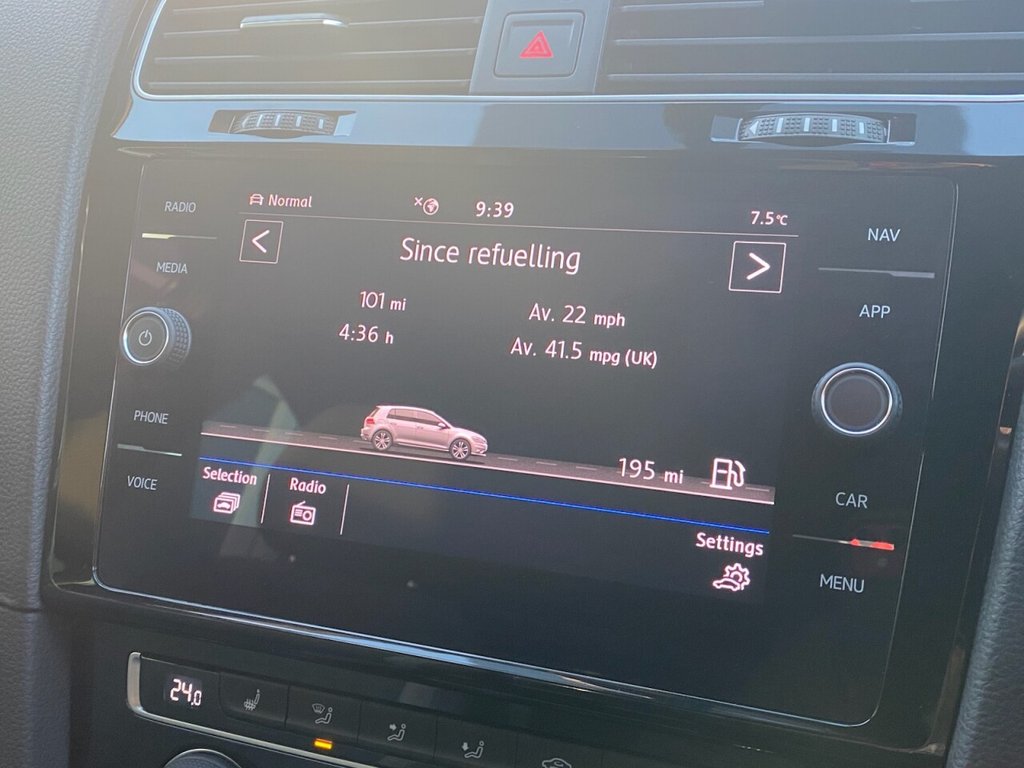 RADIO
MEDIA
PHONE
VOICE
Normal
9:39
7.5°C
<
Since refuelling
>
101 mi
Av. 22 mph
4:36 h
Av. 41.5 mpg (UK)
195 mi
Selection
Radio
Settings
NAV
APP
CAR
MENU
24.0